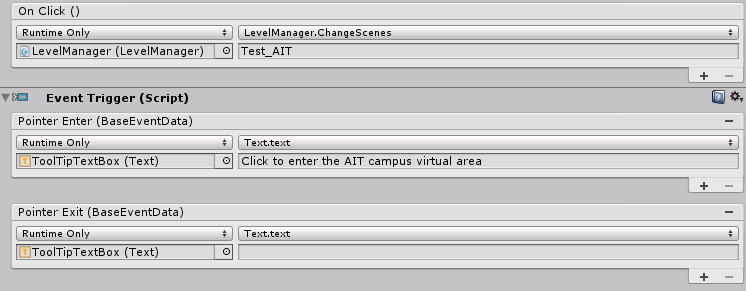 On Click ()
Runtime Only LevelManager.ChangeScenes
LevelManager (LevelManager) Test_AIT
Event Trigger (Script)
Pointer Enter (BaseEventData)
Runtime Only Text.text
ToolTipTextBox (Text) Click to enter the AIT campus virtual area
Pointer Exit (BaseEventData)
Runtime Only Text.text
ToolTipTextBox (Text)